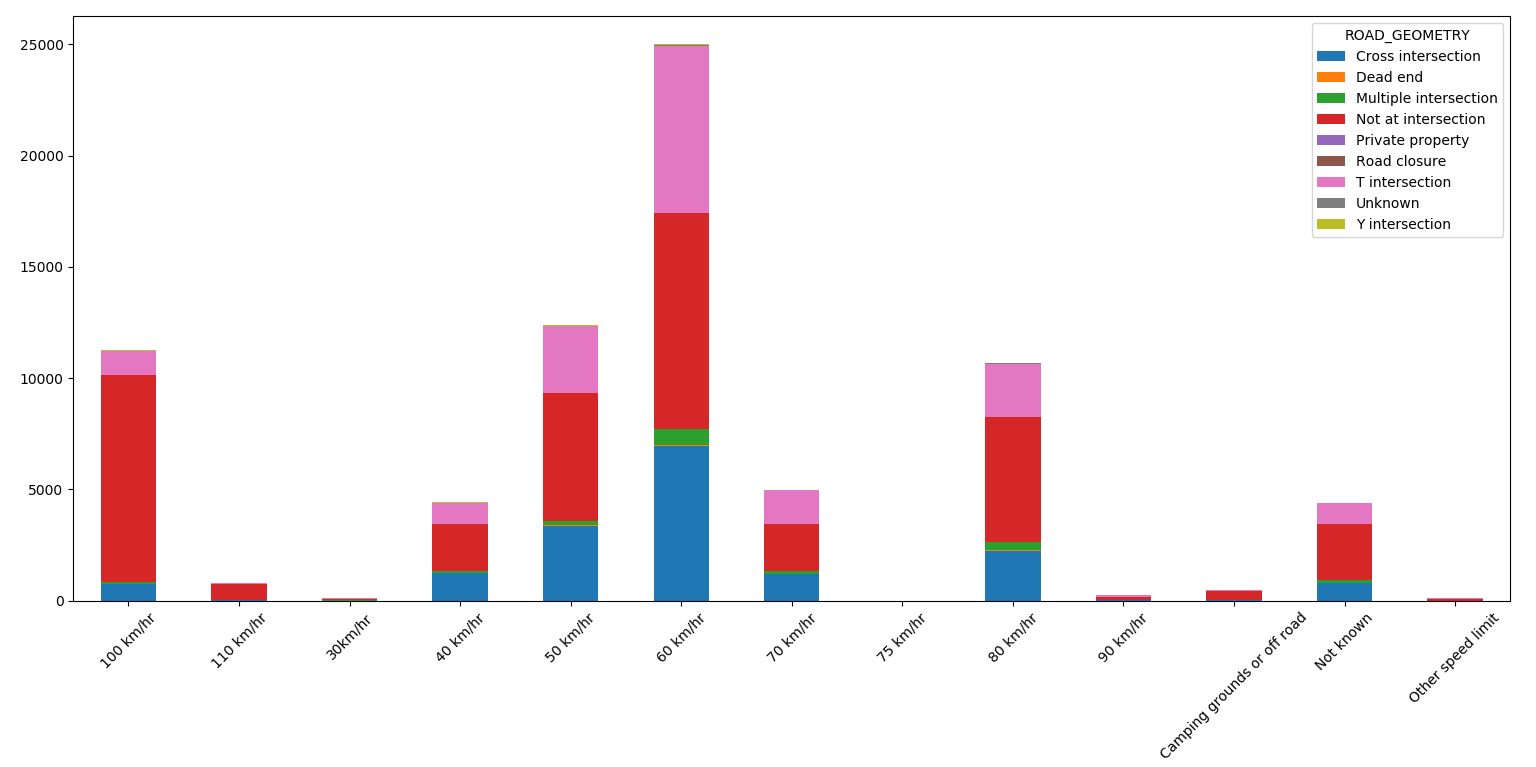 25000
20000
15000
10000
5000
0
ROAD_GEOMETRY
Cross intersection
Dead end
Multiple intersection
Not at intersection
Private property
Road closure
T intersection
Unknown
Y intersection
100 km/hr
110 km/hr
30km/hr
40 km/hr
50 km/hr
60 km/hr
70 km/hr
75 km/hr
80 km/hr
90 km/hr
Camping grounds or off road
Not known
Other speed limit